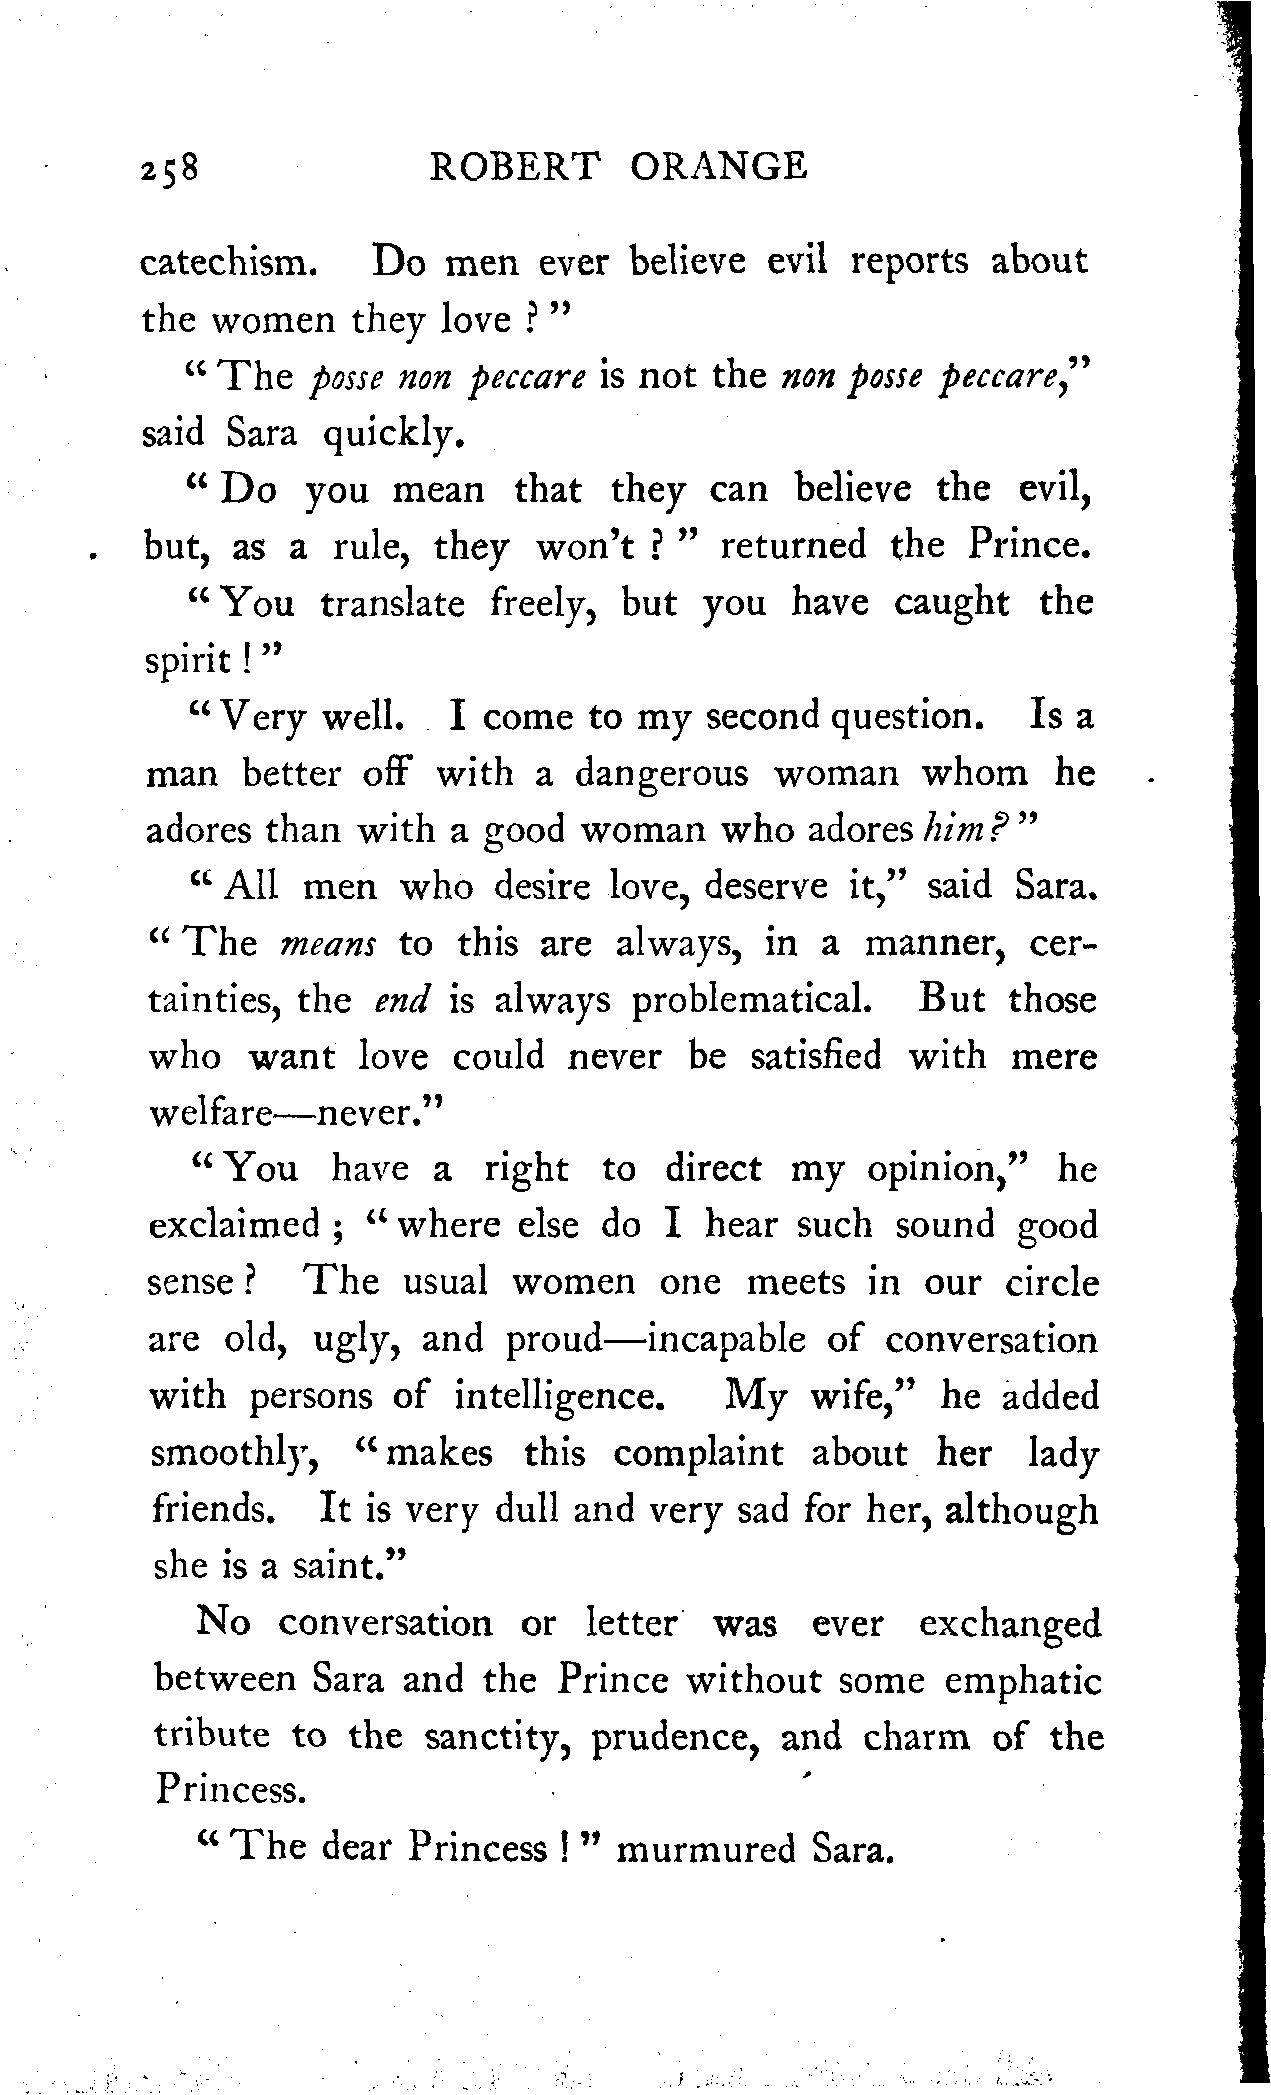 258 ROBERT ORANGE
catechism. Do men ever believe evil reports about
the women they love ? "
" The posse non peccare is not the non posse peccare,"
said Sara quickly.
" Do you mean that they can believe the evil,
but, as a rule, they won't ? " returned the Prince.
" You translate freely, but you have caught the
spirit ! "
" Very well. I come to my second question. Is a
man better off with a dangerous woman whom he
adores than with a good woman who adores him ? "
" All men who desire love, deserve it," said Sara.
" The means to this are always, in a manner, cer-
tainties, the end is always problematical. But those
who want love could never be satisfied with mere
welfare—never."
" You have a right to direct my opinion," he
exclaimed ; " where else do I hear such sound good
sense ? The usual women one meets in our circle
are old, ugly, and proud—incapable of conversation
with persons of intelligence. My wife," he added
smoothly, " makes this complaint about her lady
friends. It is very dull and very sad for her, although
she is a saint."
No conversation or letter was ever exchanged
between Sara and the Prince without some emphatic
tribute to the sanctity, prudence, and charm of the
Princess.
" The dear Princess ! " murmured Sara.